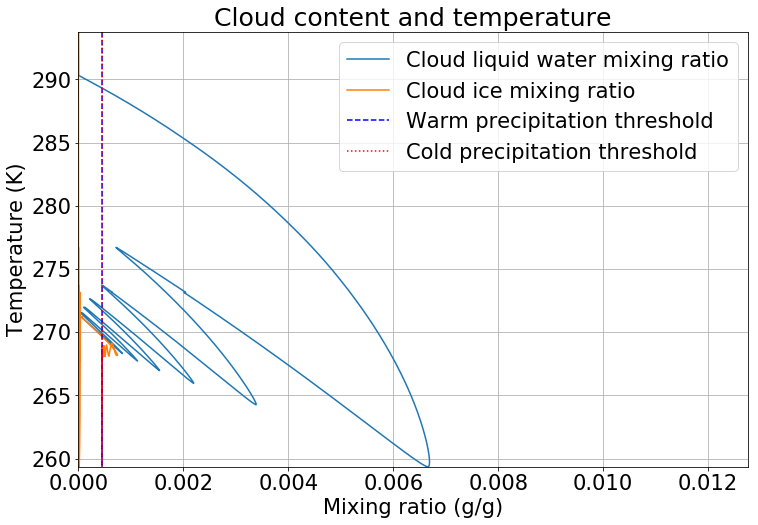 Cloud content and temperature
Cloud liquid water mixing ratio
Cloud ice mixing ratio
Warm precipitation threshold
Cold precipitation threshold
Temperature (K)
290
285
280
275
270
265
260
0.000 0.002 0.004 0.006 0.008 0.010 0.012
Mixing ratio (g/g)